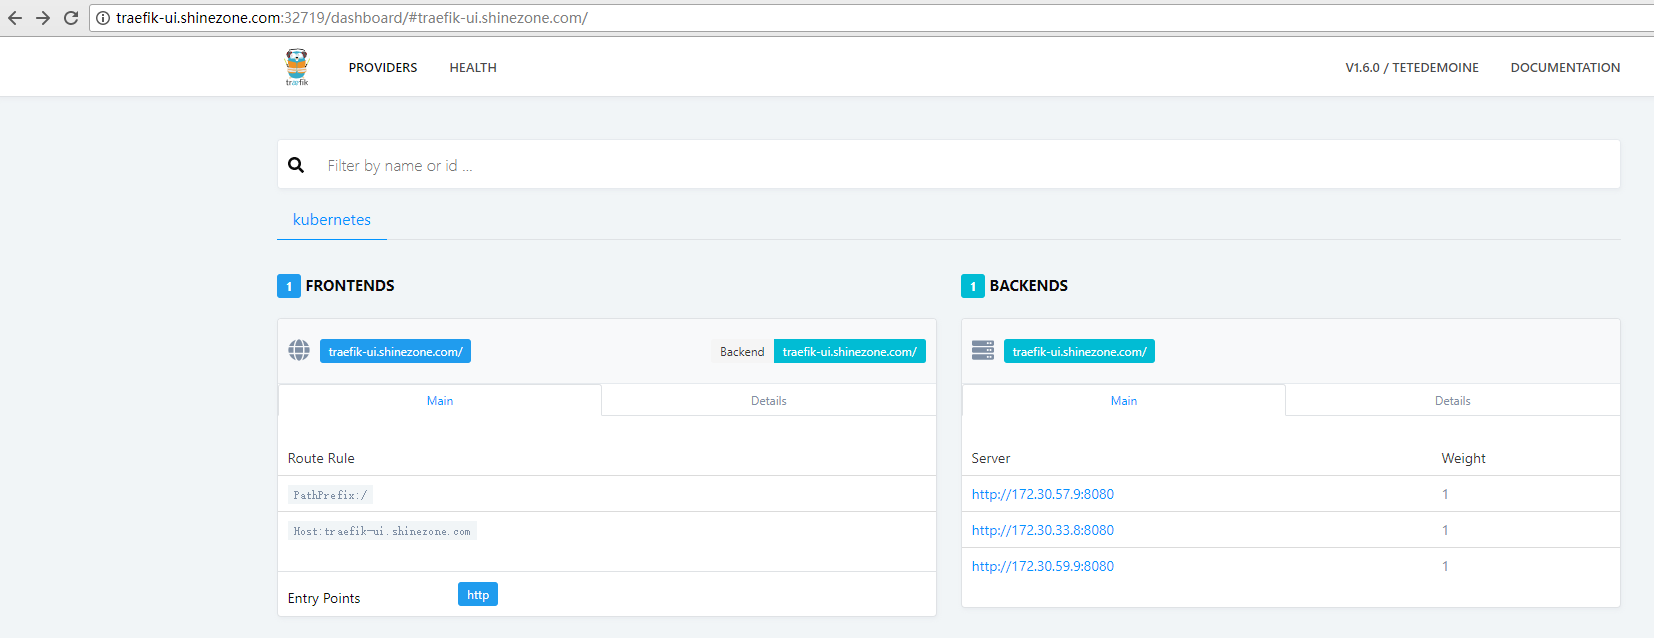 traefik-ui.shinezone.com:32719/dashboard/#traefik-ui.shinezone.com/
træfik
PROVIDERS HEALTH V1.6.0 / TETEDEMOINE DOCUMENTATION
Filter by name or id ...
kubernetes
1 FRONTENDS
traefik-ui.shinezone.com/ Backend traefik-ui.shinezone.com/
Main Details
Route Rule
PathPrefix:/
Host:traefik-ui.shinezone.com
Entry Points http
1 BACKENDS
traefik-ui.shinezone.com/
Main Details
Server Weight
http://172.30.57.9:8080 1
http://172.30.33.8:8080 1
http://172.30.59.9:8080 1